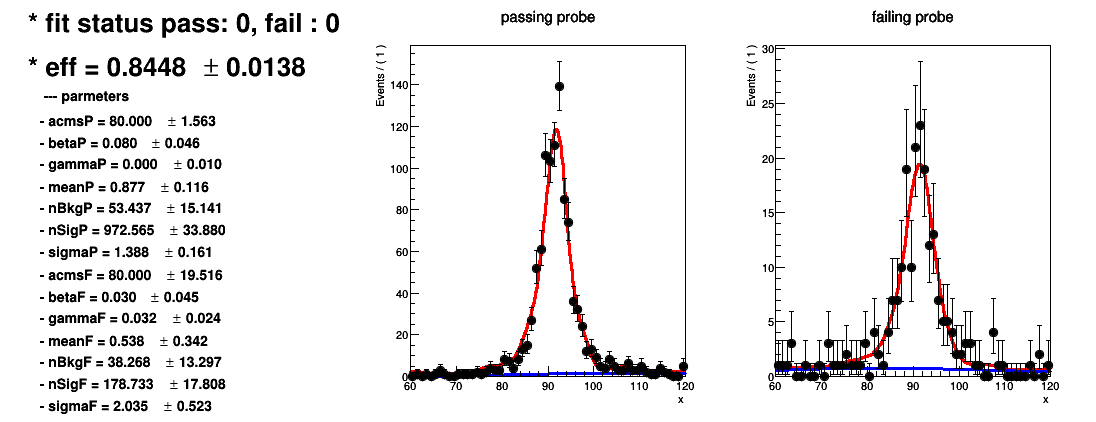 * fit status pass: 0, fail : 0
* eff = 0.8448 ± 0.0138
--- parmeters
- acmsP = 80.000 ± 1.563
- betaP = 0.080 ± 0.046
- gammaP = 0.000 ± 0.010
- meanP = 0.877 ± 0.116
- nBkgP = 53.437 ± 15.141
- nSigP = 972.565 ± 33.880
- sigmaP = 1.388 ± 0.161
- acmsF = 80.000 ± 19.516
- betaF = 0.030 ± 0.045
- gammaF = 0.032 ± 0.024
- meanF = 0.538 ± 0.342
- nBkgF = 38.268 ± 13.297
- nSigF = 178.733 ± 17.808
- sigmaF = 2.035 ± 0.523
passing probe
Events / ( 1 )
140
120
100
80
60
40
20
0
60 70 80 90 100 110 120
x
failing probe
Events / ( 1 )
30
25
20
15
10
5
0
60 70 80 90 100 110 120
x